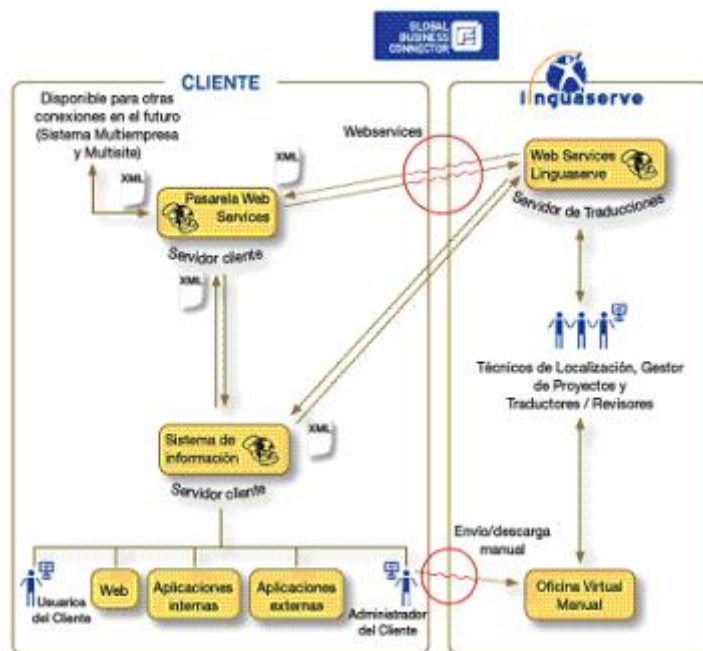 GLOBAL
BUSINESS
CONNECTOR
CLIENTE
linguaserve
Disponible para otras
conexiones en el futuro
(Sistema Multiempresa
y Multisite)
XML
XML
Webservices
Pasarela Web
Services
Servidor cliente
XML
Web Services
Linguaserve
Servidor de Traducciones
Técnicos de Localización, Gestor
de Proyectos y
Traductores / Revisores
Sistema de
información
XML
Servidor cliente
Envío/descarga
manual
Usuarios
del Cliente
Web
Aplicaciones
internas
Aplicaciones
externas
Administrador
del Cliente
Oficina Virtual
Manual